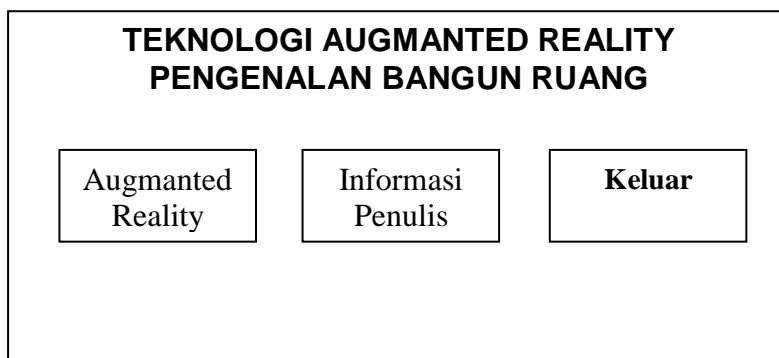 TEKNOLOGI AUGMANTED REALITY
PENGENALAN BANGUN RUANG
Augmanted
Reality
Informasi
Penulis
Keluar